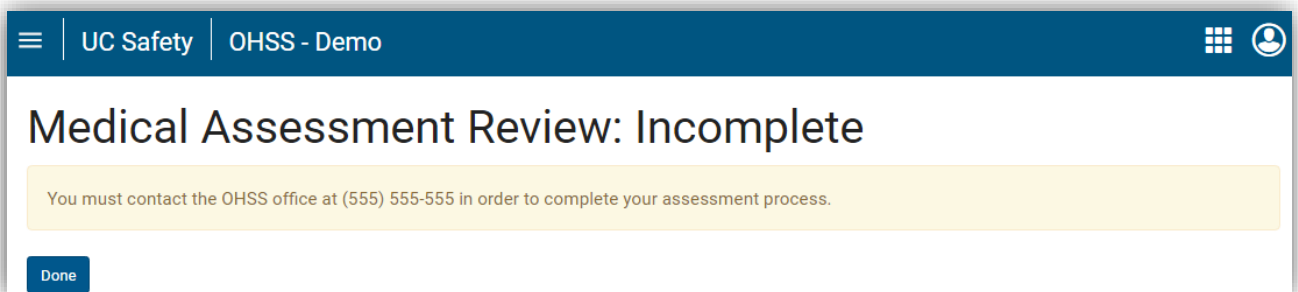 UC Safety OHSS - Demo
Medical Assessment Review: Incomplete
You must contact the OHSS office at (555) 555-555 in order to complete your assessment process.
Done